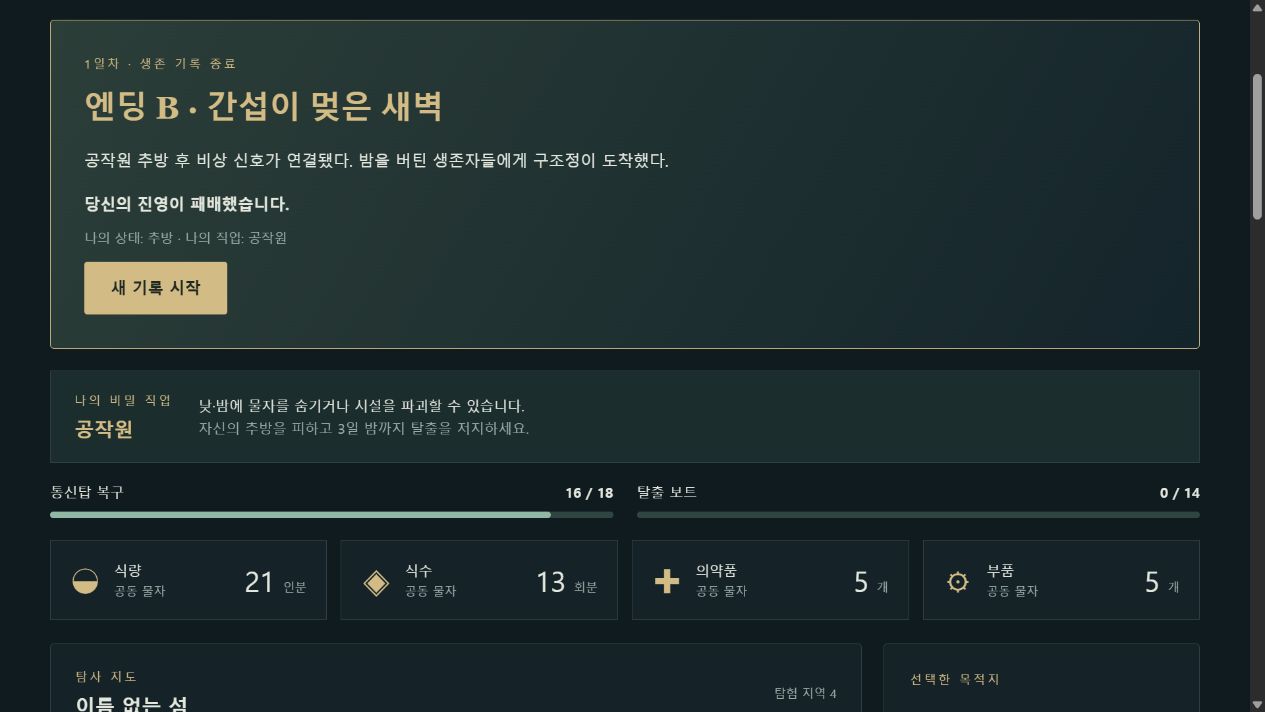 1일차 · 생존 기록 종료
엔딩 B · 간섭이 멎은 새벽
공작원 추방 후 비상 신호가 연결됐다. 밤을 버틴 생존자들에게 구조정이 도착했다.
당신의 진영이 패배했습니다.
나의 상태: 추방 · 나의 직업: 공작원
새 기록 시작
나의 비밀 직업
공작원
낮·밤에 물자를 숨기거나 시설을 파괴할 수 있습니다.
자신의 추방을 피하고 3일 밤까지 탈출을 저지하세요.
통신탑 복구
16 / 18
탈출 보트
0 / 14
식량
공동 물자
21 인분
식수
공동 물자
13 회분
의약품
공동 물자
5 개
부품
공동 물자
5 개
탐사 지도
이름 없는 섬
탐험 지역 4
선택한 목적지